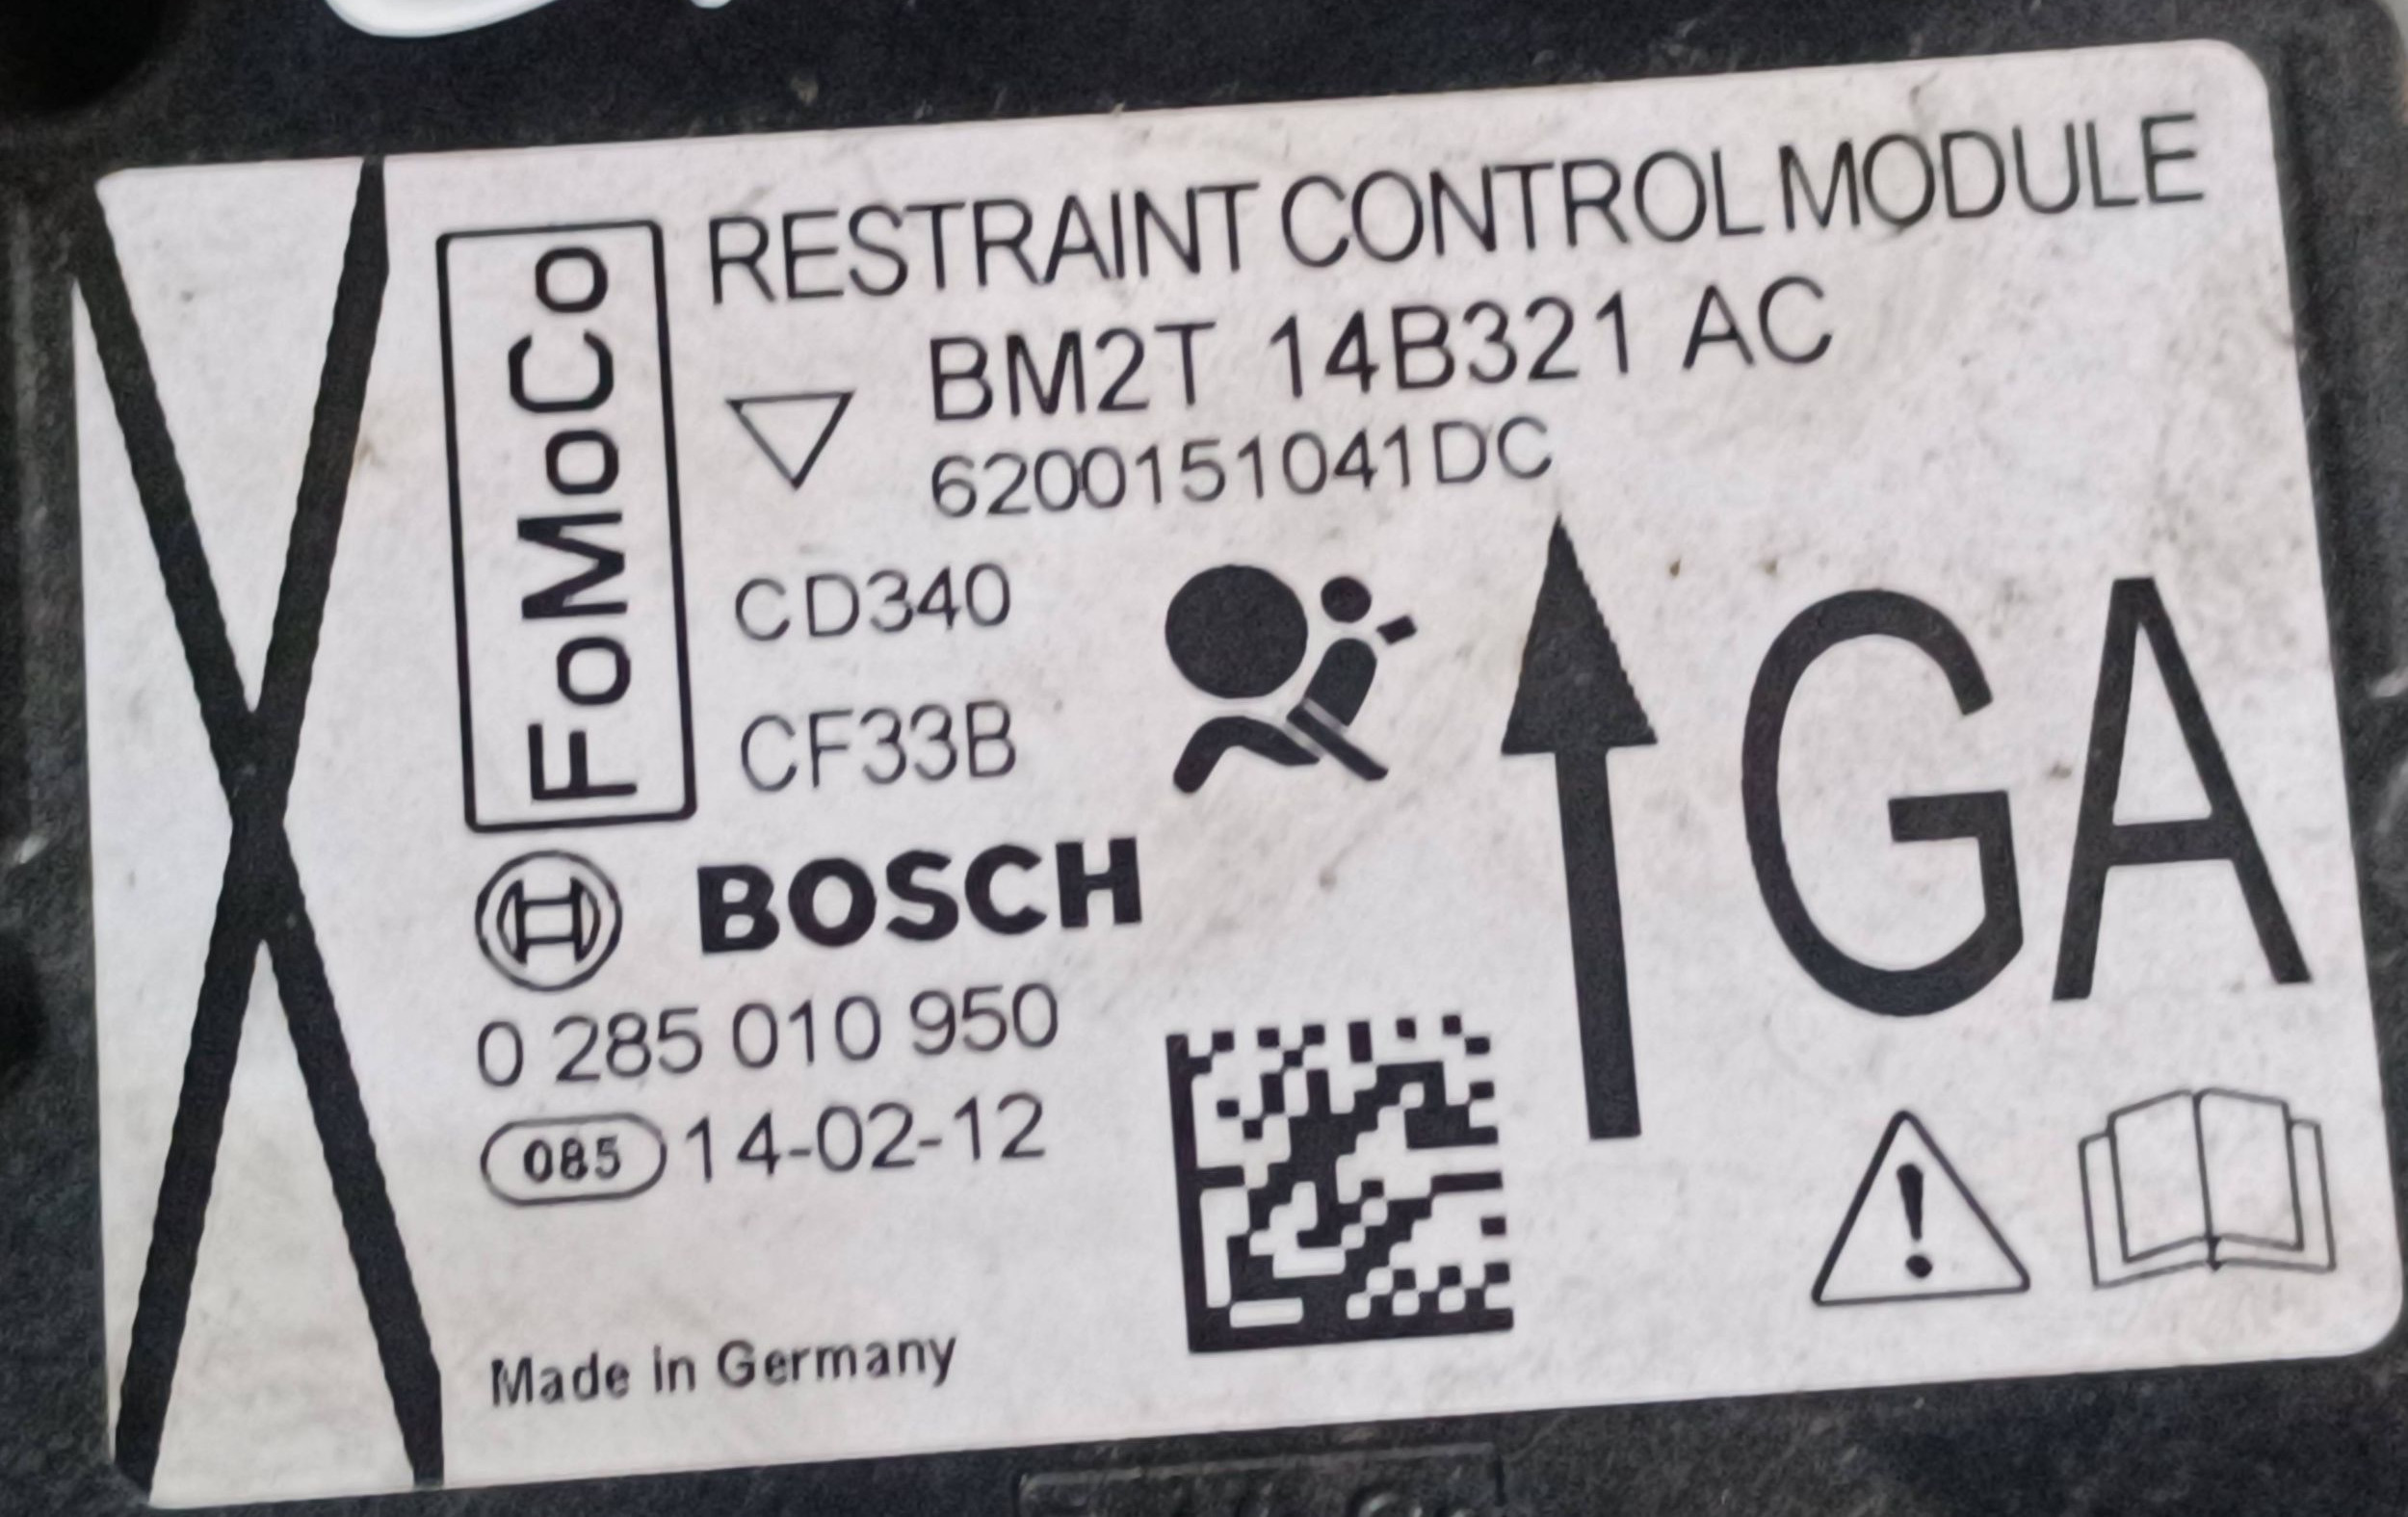 RESTRAINT CONTROL MODULE
FoMoCo
BM2T 14B321 AC
6200151041DC
CD340
CF33B
GA
BOSCH
0 285 010 950
085 14-02-12
Made in Germany